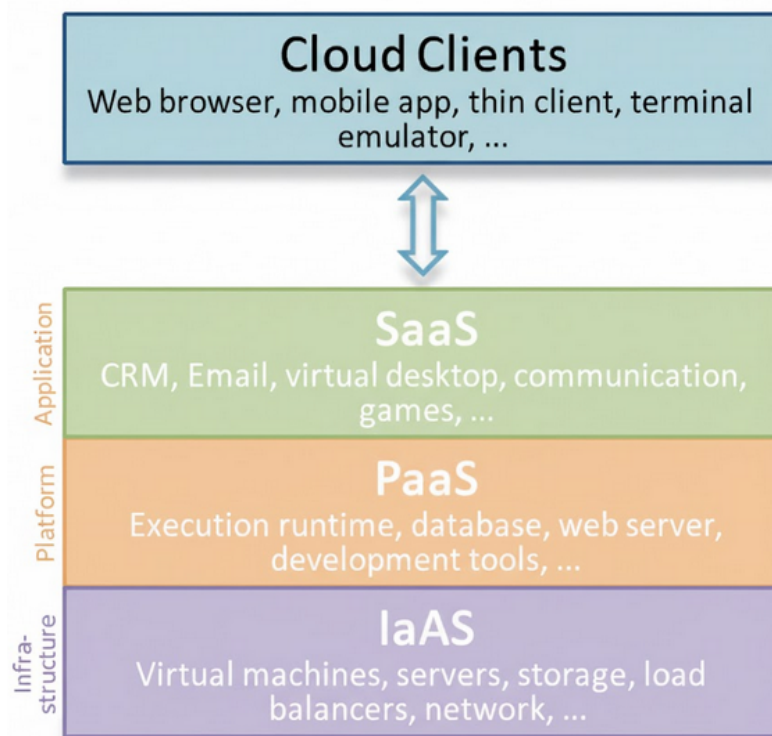 Cloud Clients
Web browser, mobile app, thin client, terminal
emulator, ...
Application
SaaS
CRM, Email, virtual desktop, communication,
games, ...
Platform
PaaS
Execution runtime, database, web server,
development tools, ...
Infra-
structure
IaAS
Virtual machines, servers, storage, load
balancers, network, ...